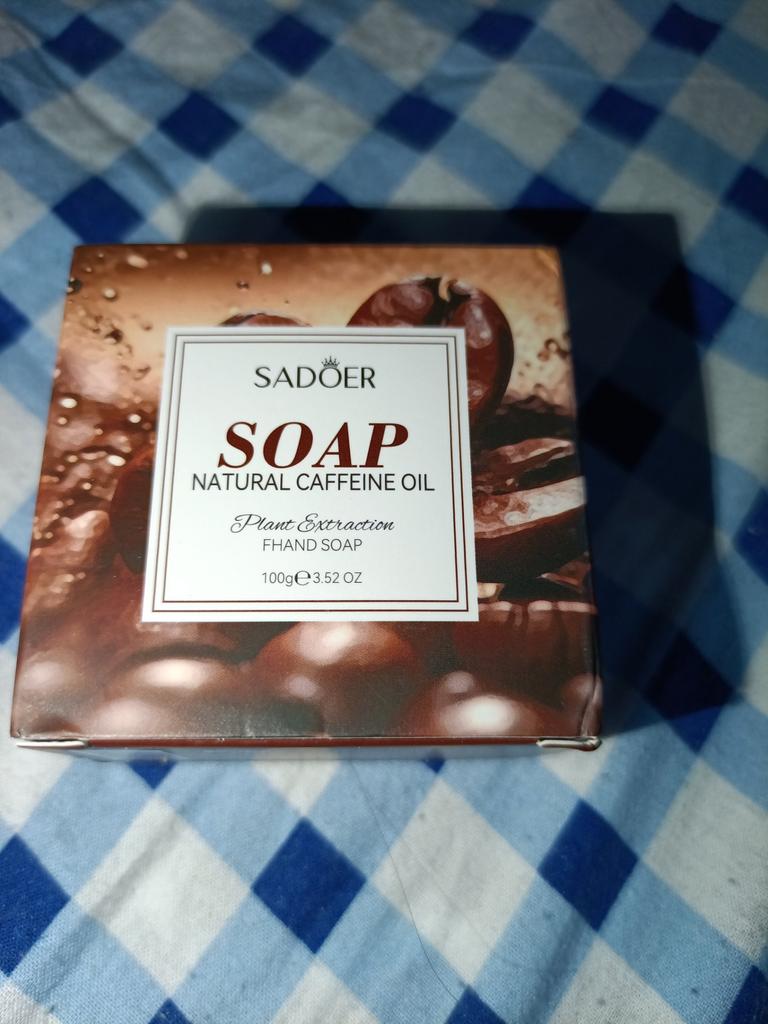 SADOER
SOAP
NATURAL CAFFEINE OIL
Plant Extraction
FHAND SOAP
100g℮3.52 OZ